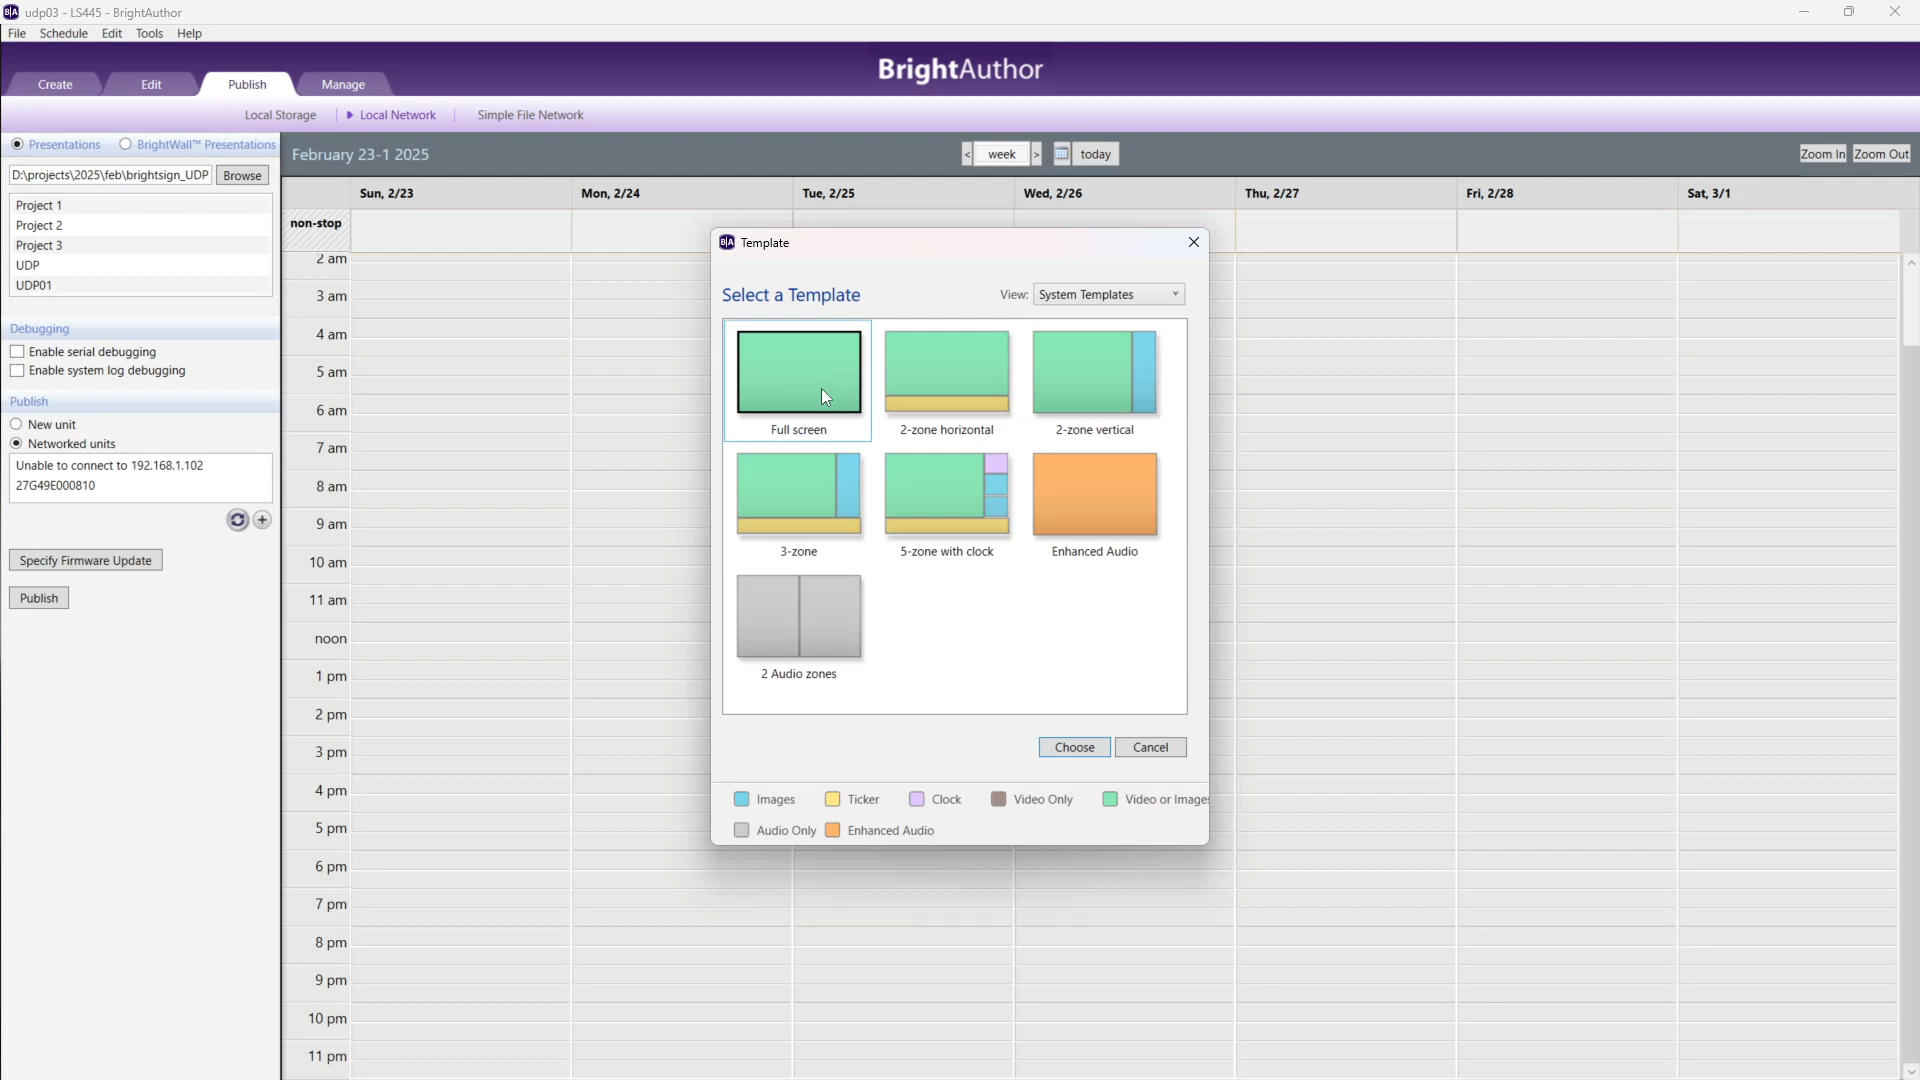 BA udp03 - LS445 - BrightAuthor
File Schedule Edit Tools Help
BrightAuthor
Create Edit Publish Manage
Local Storage Local Network Simple File Network
Presentations BrightWall™ Presentations
February 23-1 2025
< week > today
Zoom In Zoom Out
D:\projects\2025\feb\brightsign_UDP Browse
Project 1
Project 2
Project 3
UDP
UDP01
Debugging
Enable serial debugging
Enable system log debugging
Publish
New unit
Networked units
Unable to connect to 192.168.1.102
27G49E000810
Specify Firmware Update
Publish
Sun, 2/23 Mon, 2/24 Tue, 2/25 Wed, 2/26 Thu, 2/27 Fri, 2/28 Sat, 3/1
non-stop
2 am
3 am
4 am
5 am
6 am
7 am
8 am
9 am
10 am
11 am
noon
1 pm
2 pm
3 pm
4 pm
5 pm
6 pm
7 pm
8 pm
9 pm
10 pm
11 pm
BA Template
Select a Template View: System Templates
Full screen 2-zone horizontal 2-zone vertical
3-zone 5-zone with clock Enhanced Audio
2 Audio zones
Choose Cancel
Images Ticker Clock Video Only Video or Images
Audio Only Enhanced Audio